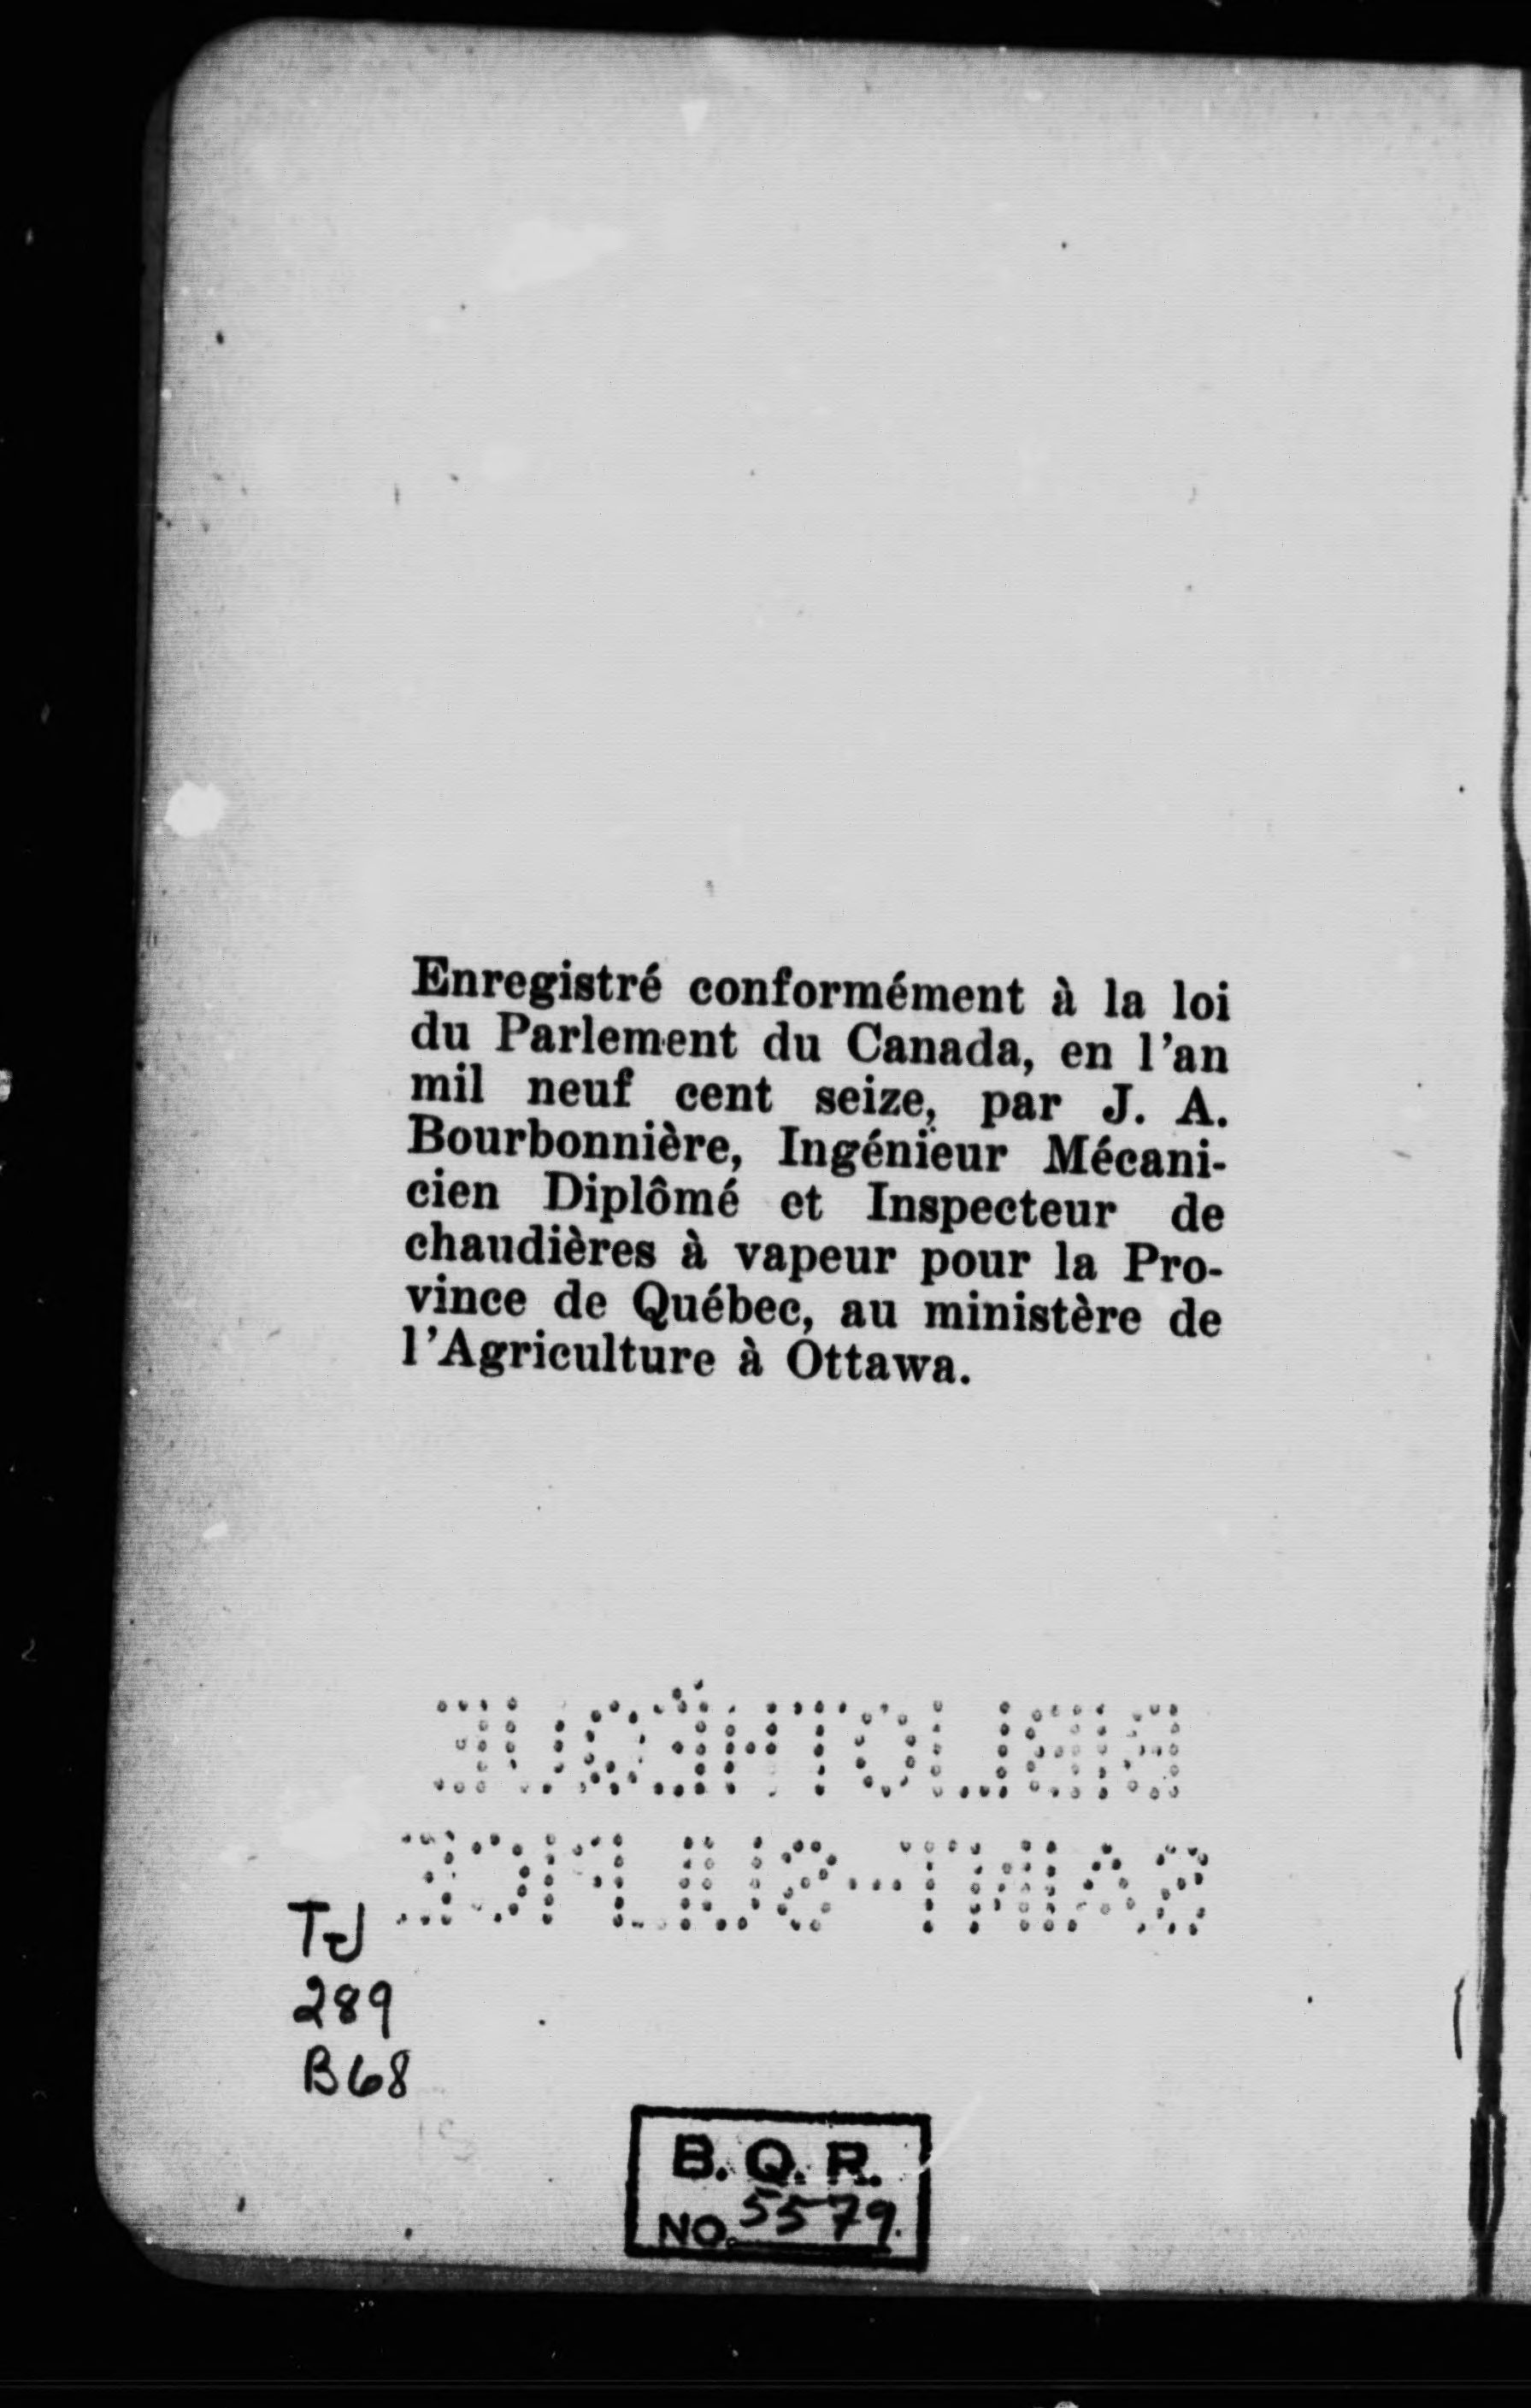 Enregistré conformément à la loi
du Parlement du Canada, en l'an
mil neuf cent seize, par J. A.
Bourbonnière, Ingénieur Mécani-
cien Diplômé et Inspecteur de
chaudières à vapeur pour la Pro-
vince de Québec, au ministère de
l'Agriculture à Ottawa.
TJ
289
B68
B. Q. R.
NO. 5579.